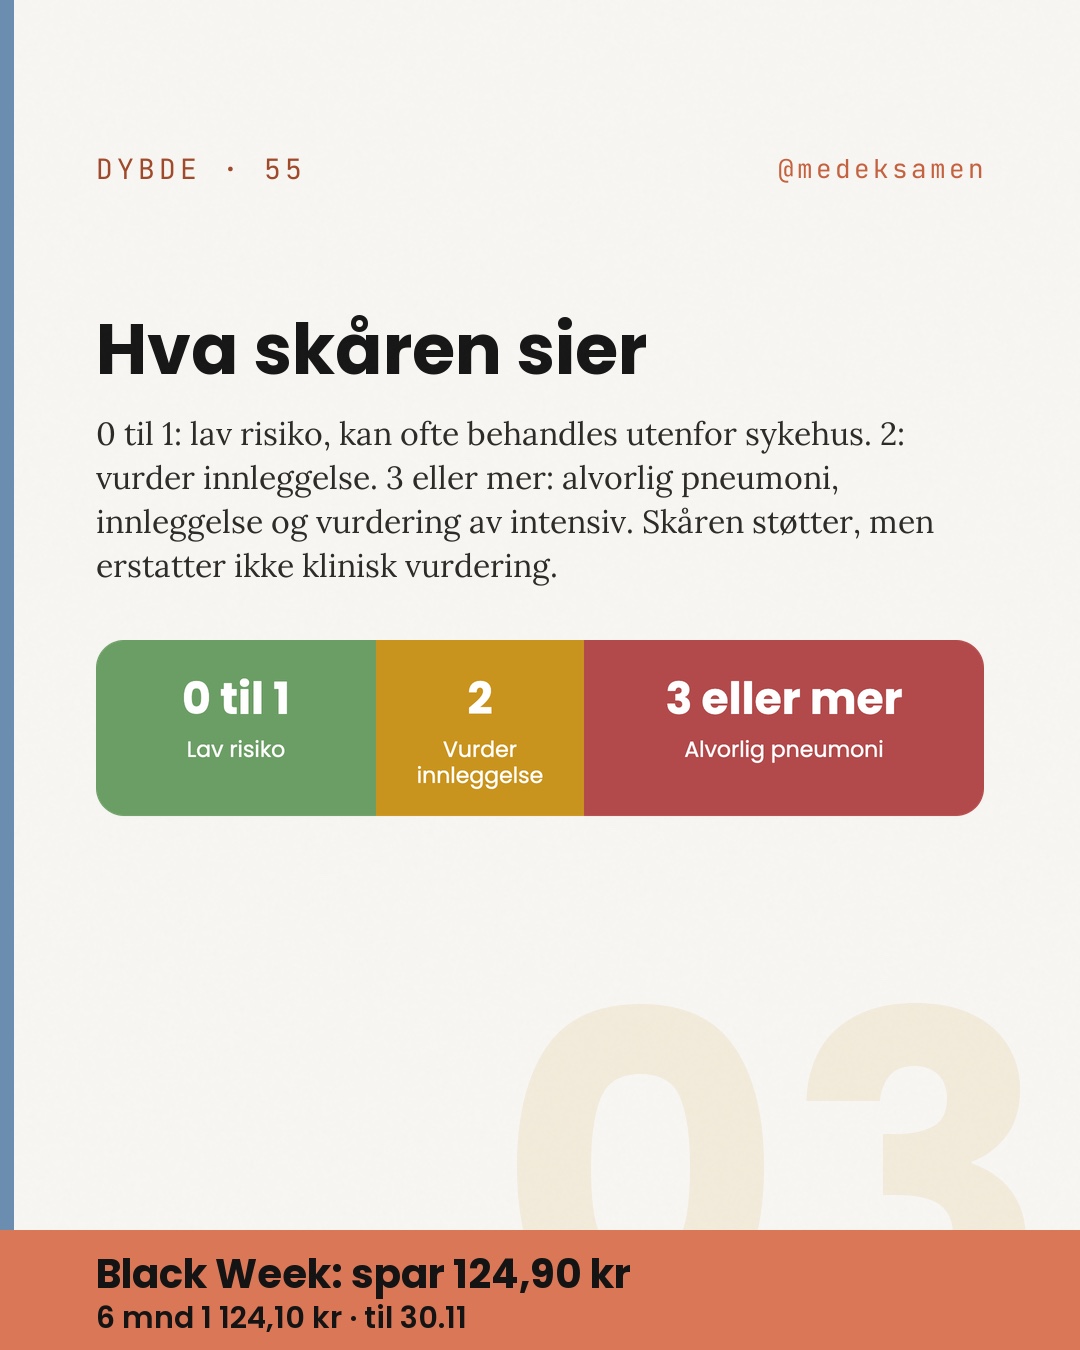 DYBDE · 55
@medeksamen
Hva skåren sier
0 til 1: lav risiko, kan ofte behandles utenfor sykehus. 2:
vurder innleggelse. 3 eller mer: alvorlig pneumoni,
innleggelse og vurdering av intensiv. Skåren støtter, men
erstatter ikke klinisk vurdering.
0 til 1
Lav risiko
2
Vurder
innleggelse
3 eller mer
Alvorlig pneumoni
03
Black Week: spar 124,90 kr
6 mnd 1 124,10 kr · til 30.11